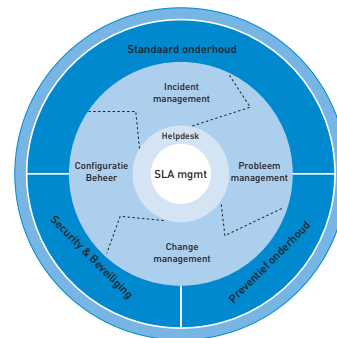 Standaard onderhoud
Incident
management
Helpdesk
Configuratie
Beheer
SLA mgmt
Probleem
management
Change
management
Security & Beveiliging
Preventief onderhoud